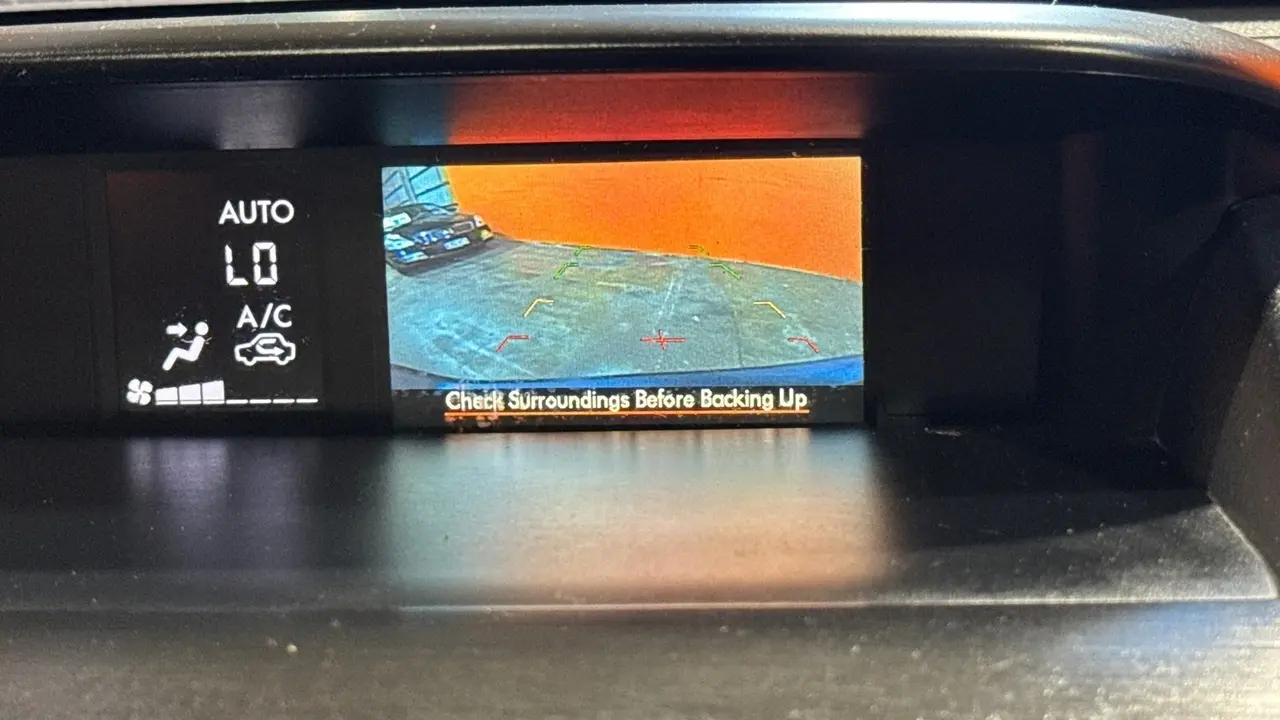 AUTO
LO
A/C
Check Surroundings Before Backing Up